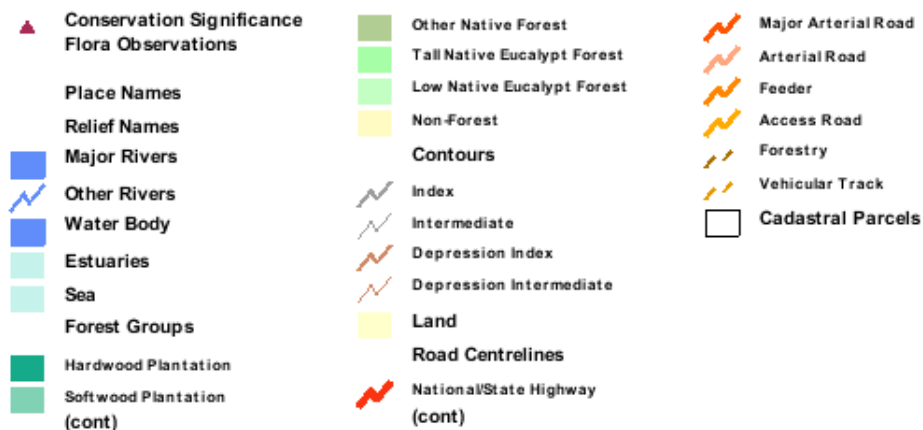 Conservation Significance
Flora Observations
Place Names
Relief Names
Major Rivers
Other Rivers
Water Body
Estuaries
Sea
Forest Groups
Hardwood Plantation
Softwood Plantation
(cont)
Other Native Forest
Tall Native Eucalypt Forest
Low Native Eucalypt Forest
Non-Forest
Contours
Index
Intermediate
Depression Index
Depression Intermediate
Land
Road Centrelines
National/State Highway
(cont)
Major Arterial Road
Arterial Road
Feeder
Access Road
Forestry
Vehicular Track
Cadastral Parcels